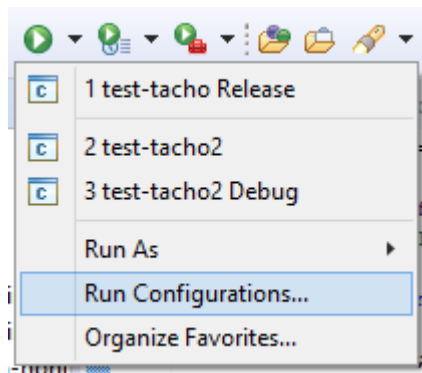 1 test-tacho Release
2 test-tacho2
3 test-tacho2 Debug
Run As
Run Configurations...
Organize Favorites...